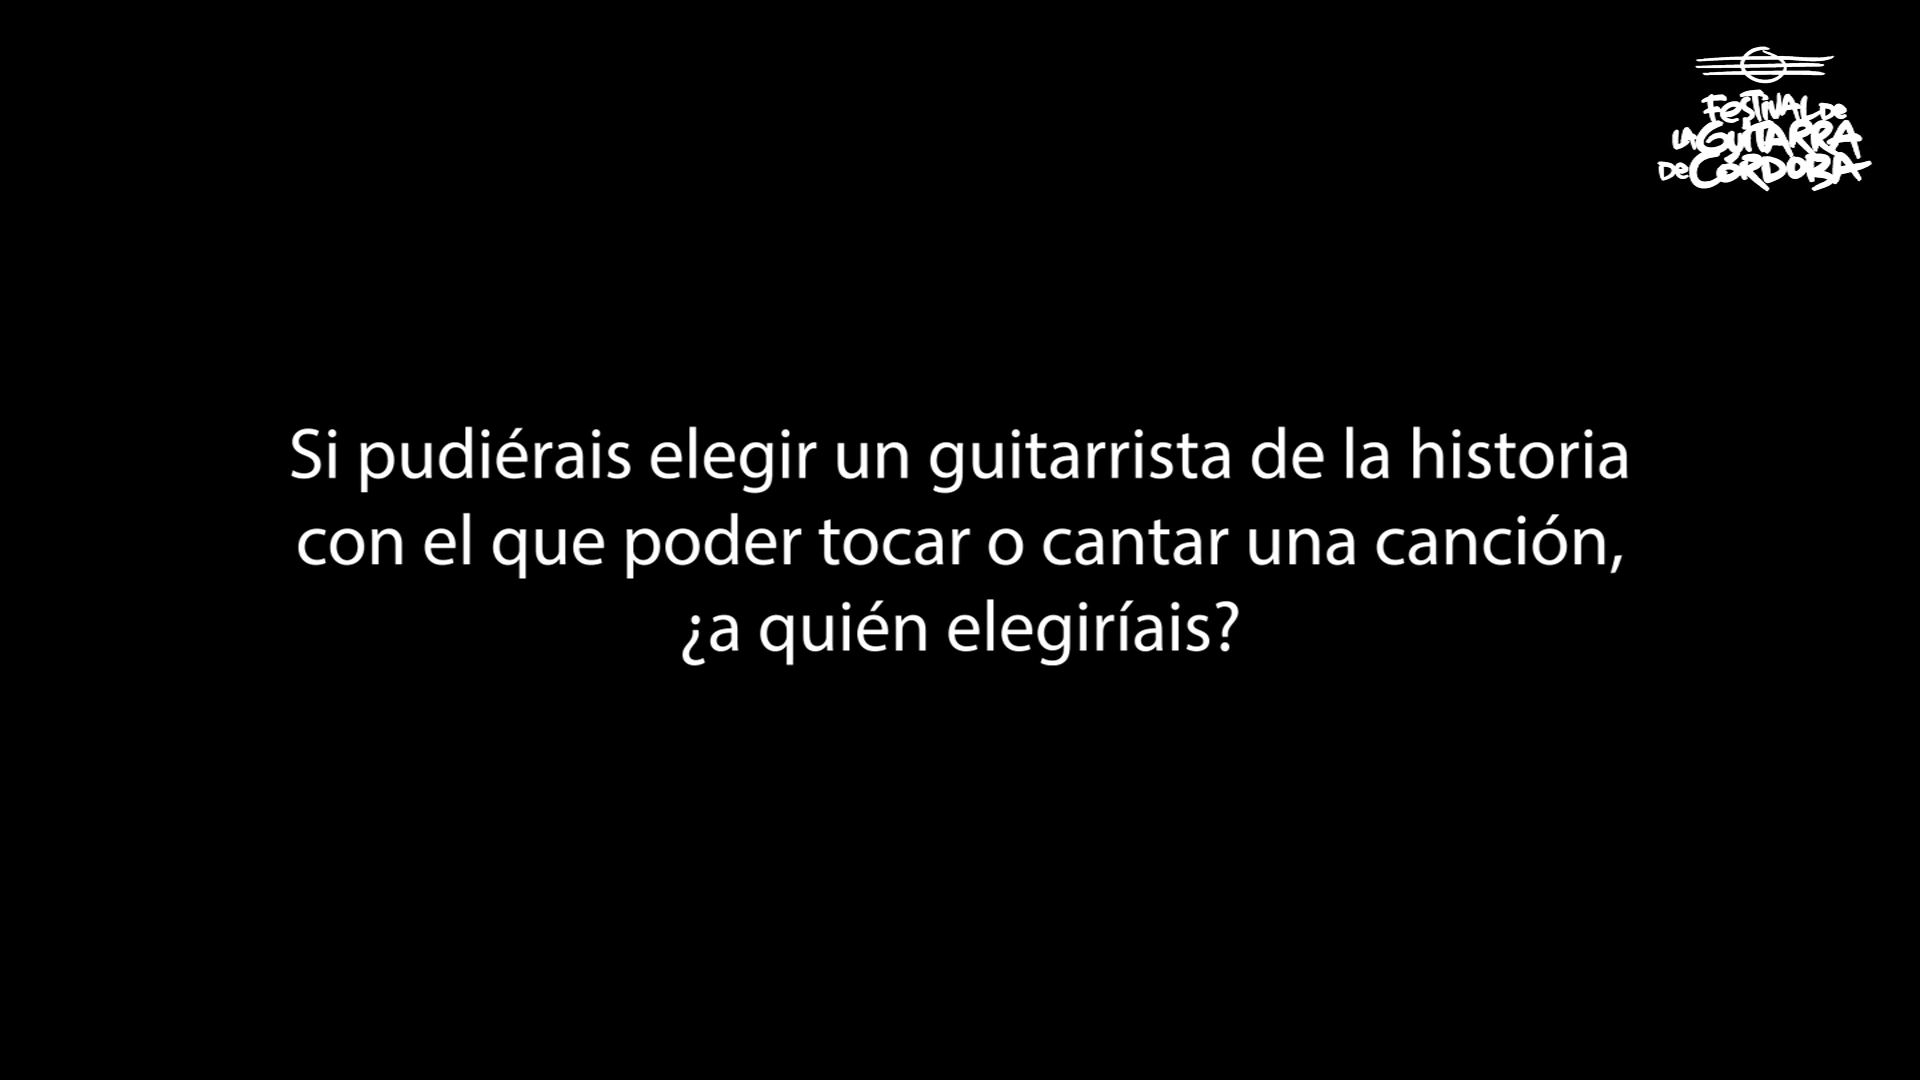 FESTIVAL DE
LA GUITARRA
DE CÓRDOBA
Si pudiérais elegir un guitarrista de la historia
con el que poder tocar o cantar una canción,
¿a quién elegiríais?